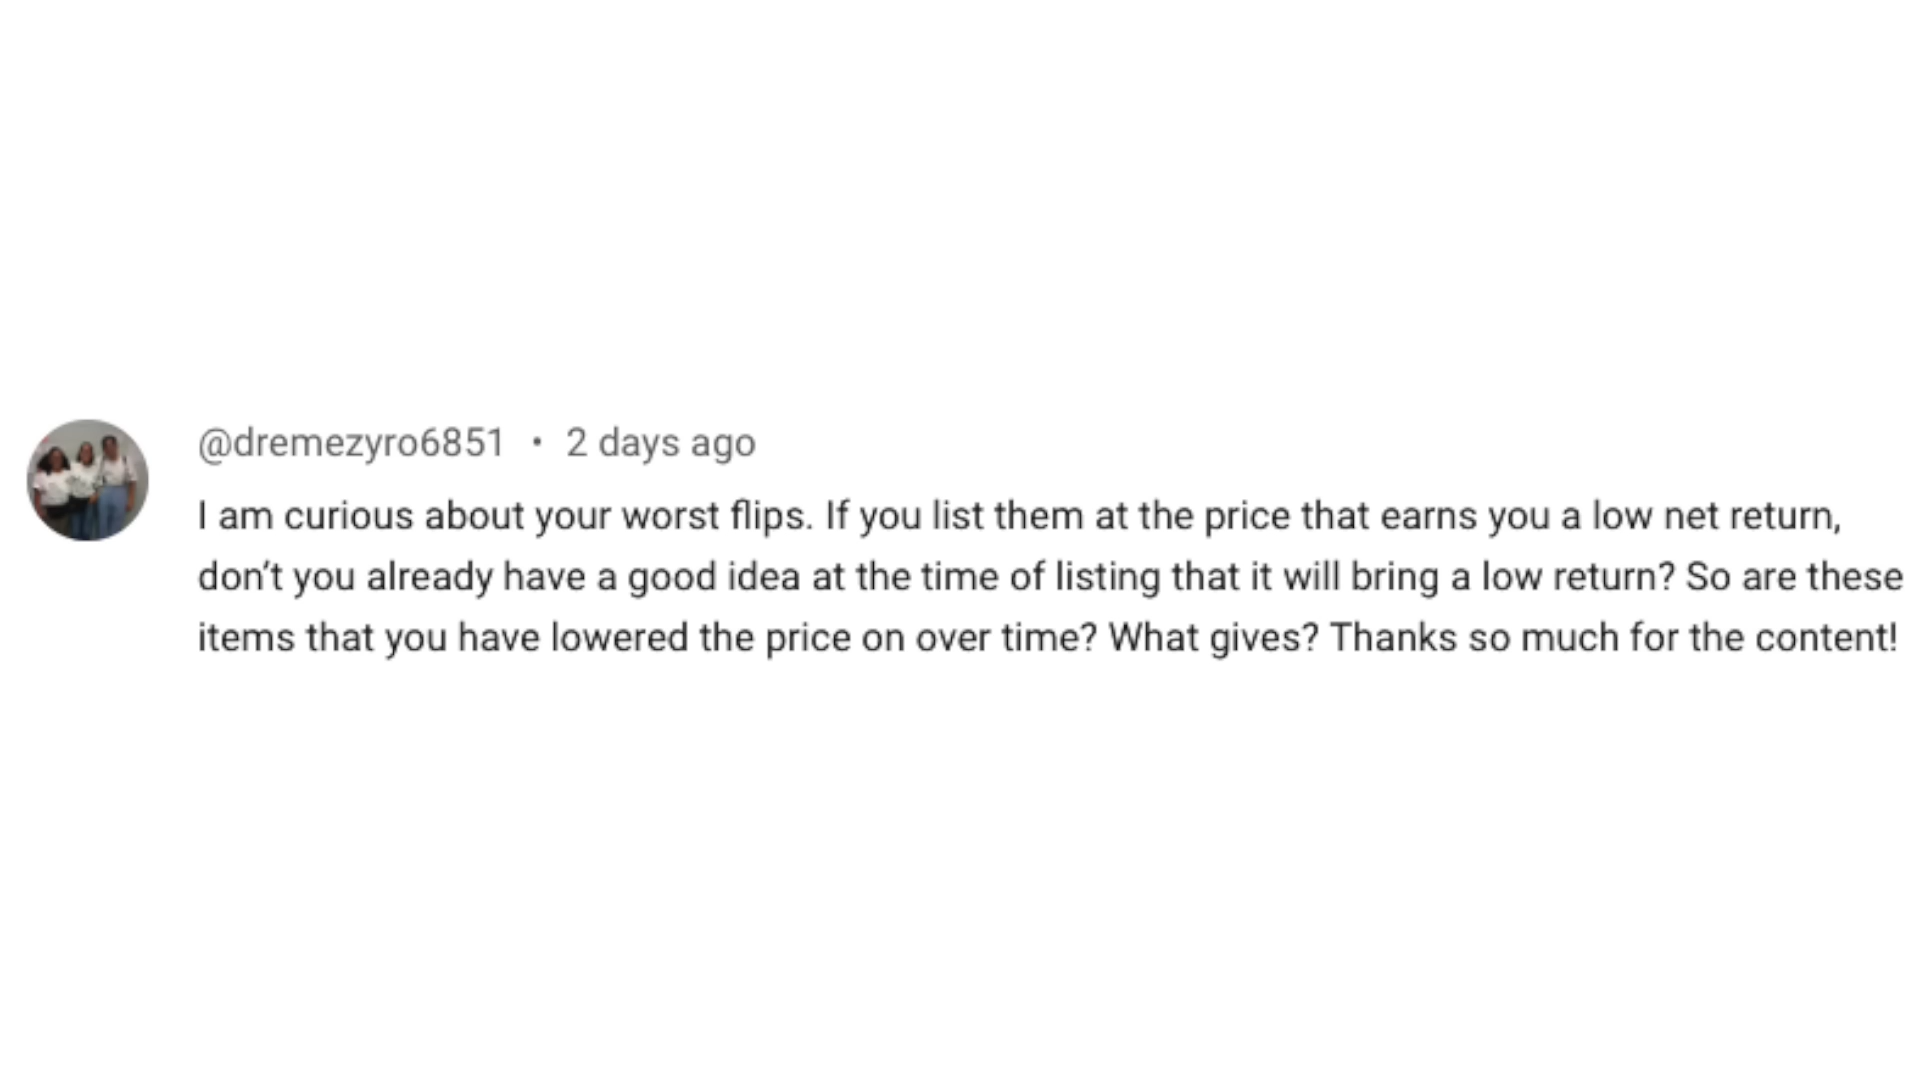 @dremezyro6851 • 2 days ago
I am curious about your worst flips. If you list them at the price that earns you a low net return,
don’t you already have a good idea at the time of listing that it will bring a low return? So are these
items that you have lowered the price on over time? What gives? Thanks so much for the content!